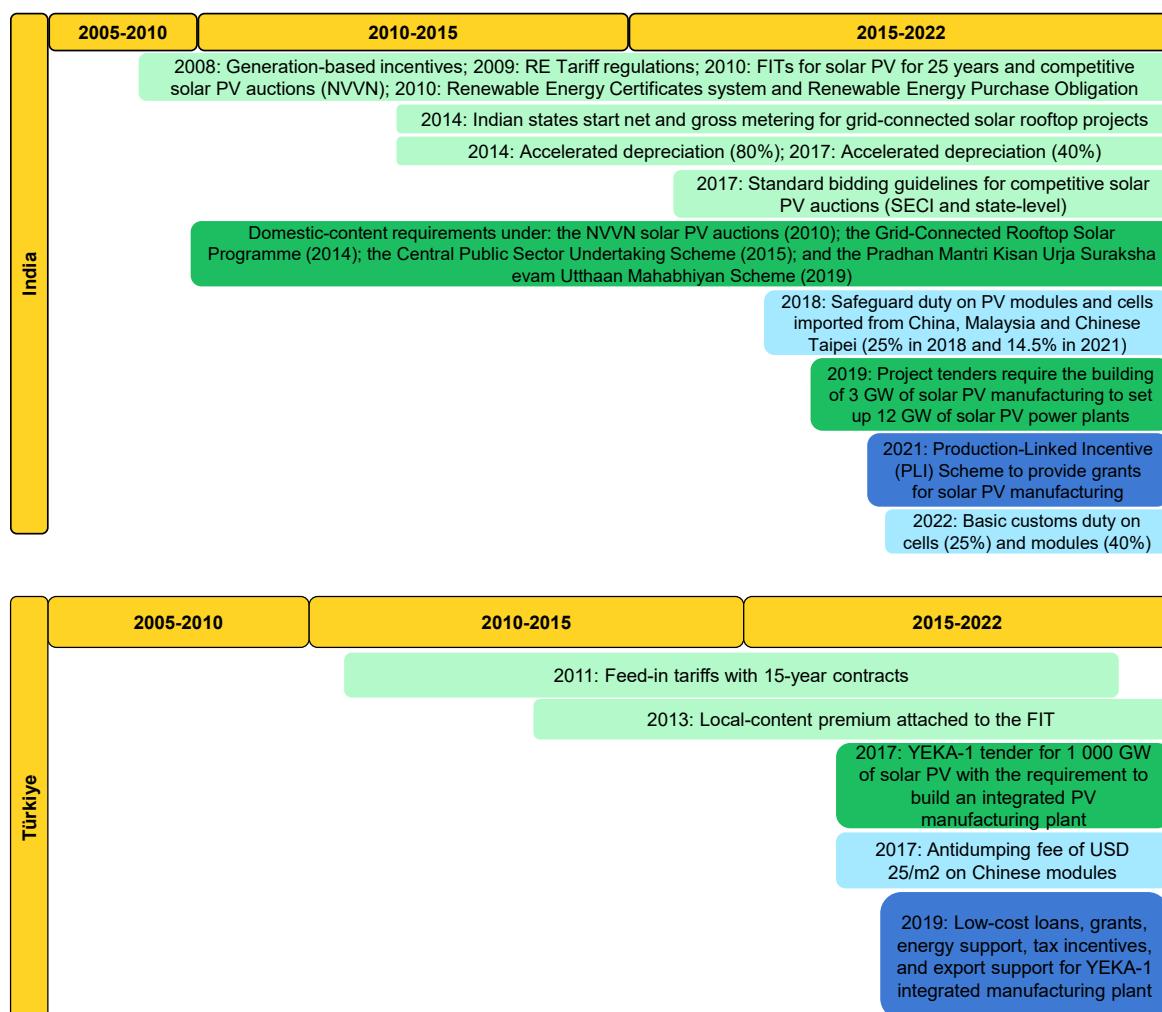 2005-2010
2010-2015
2015-2022
India
2008: Generation-based incentives; 2009: RE Tariff regulations; 2010: FITs for solar PV for 25 years and competitive
solar PV auctions (NVVN); 2010: Renewable Energy Certificates system and Renewable Energy Purchase Obligation
2014: Indian states start net and gross metering for grid-connected solar rooftop projects
2014: Accelerated depreciation (80%); 2017: Accelerated depreciation (40%)
2017: Standard bidding guidelines for competitive solar
PV auctions (SECI and state-level)
Domestic-content requirements under: the NVVN solar PV auctions (2010); the Grid-Connected Rooftop Solar
Programme (2014); the Central Public Sector Undertaking Scheme (2015); and the Pradhan Mantri Kisan Urja Suraksha
evam Utthaan Mahabhiyan Scheme (2019)
2018: Safeguard duty on PV modules and cells
imported from China, Malaysia and Chinese
Taipei (25% in 2018 and 14.5% in 2021)
2019: Project tenders require the building
of 3 GW of solar PV manufacturing to set
up 12 GW of solar PV power plants
2021: Production-Linked Incentive
(PLI) Scheme to provide grants
for solar PV manufacturing
2022: Basic customs duty on
cells (25%) and modules (40%)
2005-2010
2010-2015
2015-2022
Türkiye
2011: Feed-in tariffs with 15-year contracts
2013: Local-content premium attached to the FIT
2017: YEKA-1 tender for 1 000 GW
of solar PV with the requirement to
build an integrated PV
manufacturing plant
2017: Antidumping fee of USD
25/m2 on Chinese modules
2019: Low-cost loans, grants,
energy support, tax incentives,
and export support for YEKA-1
integrated manufacturing plant